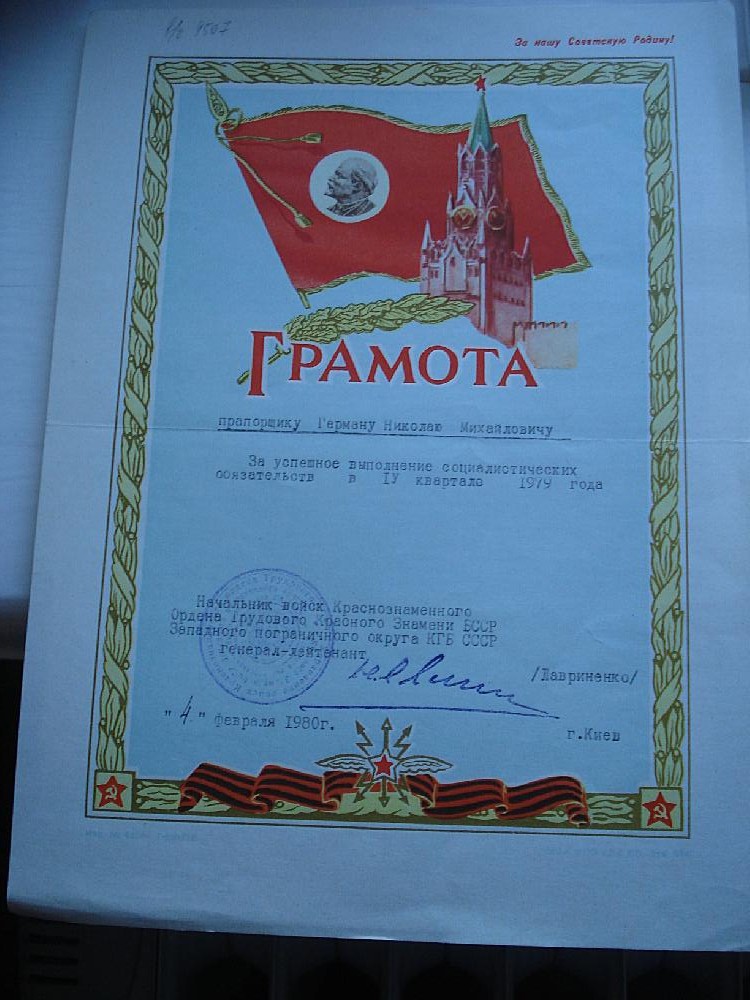 За нашу Советскую Родину!
ГРАМОТА
прапорщику Герману Николаю Михайловичу
За успешное выполнение социалистических
обязательств в IУ квартале 1979 года
Начальник войск Краснознаменного
Ордена Трудового Красного Знамени БССР
Западного пограничного округа КГБ СССР
генерал-лейтенант
/Лавриненко/
"4" февраля 1980г.
г.Киев